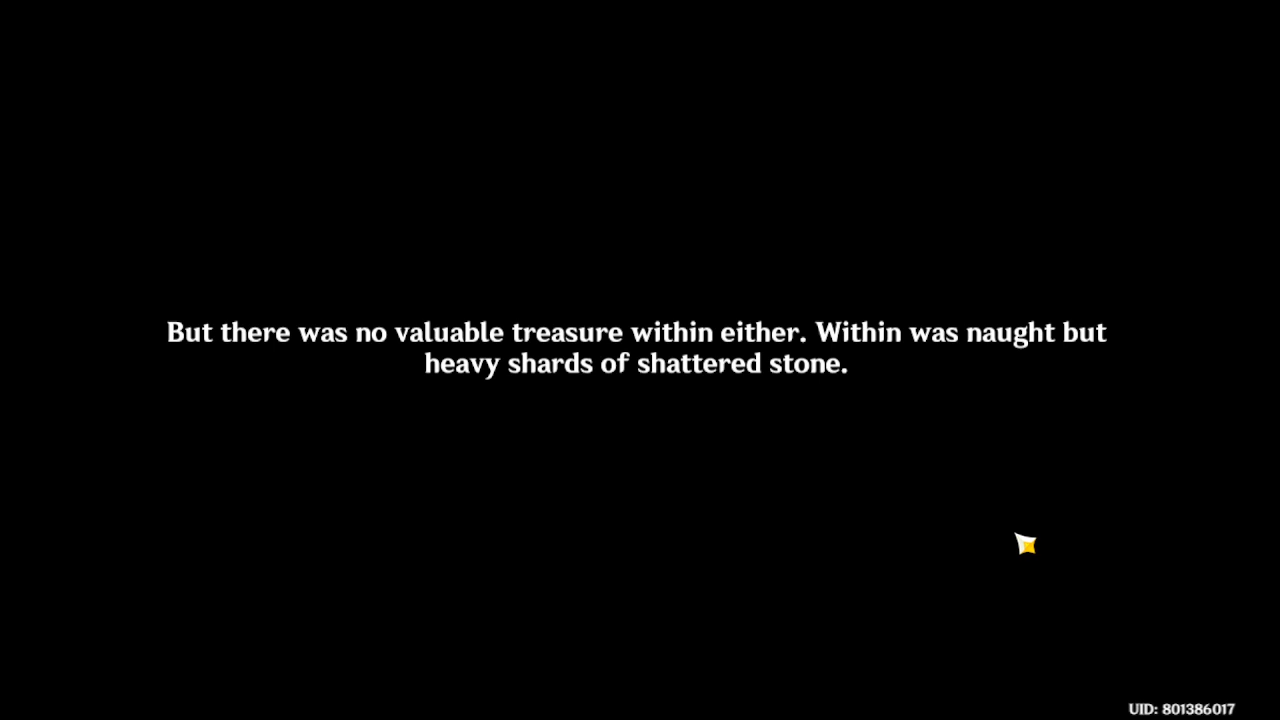 But there was no valuable treasure within either. Within was naught but
heavy shards of shattered stone.
UID: 801386017